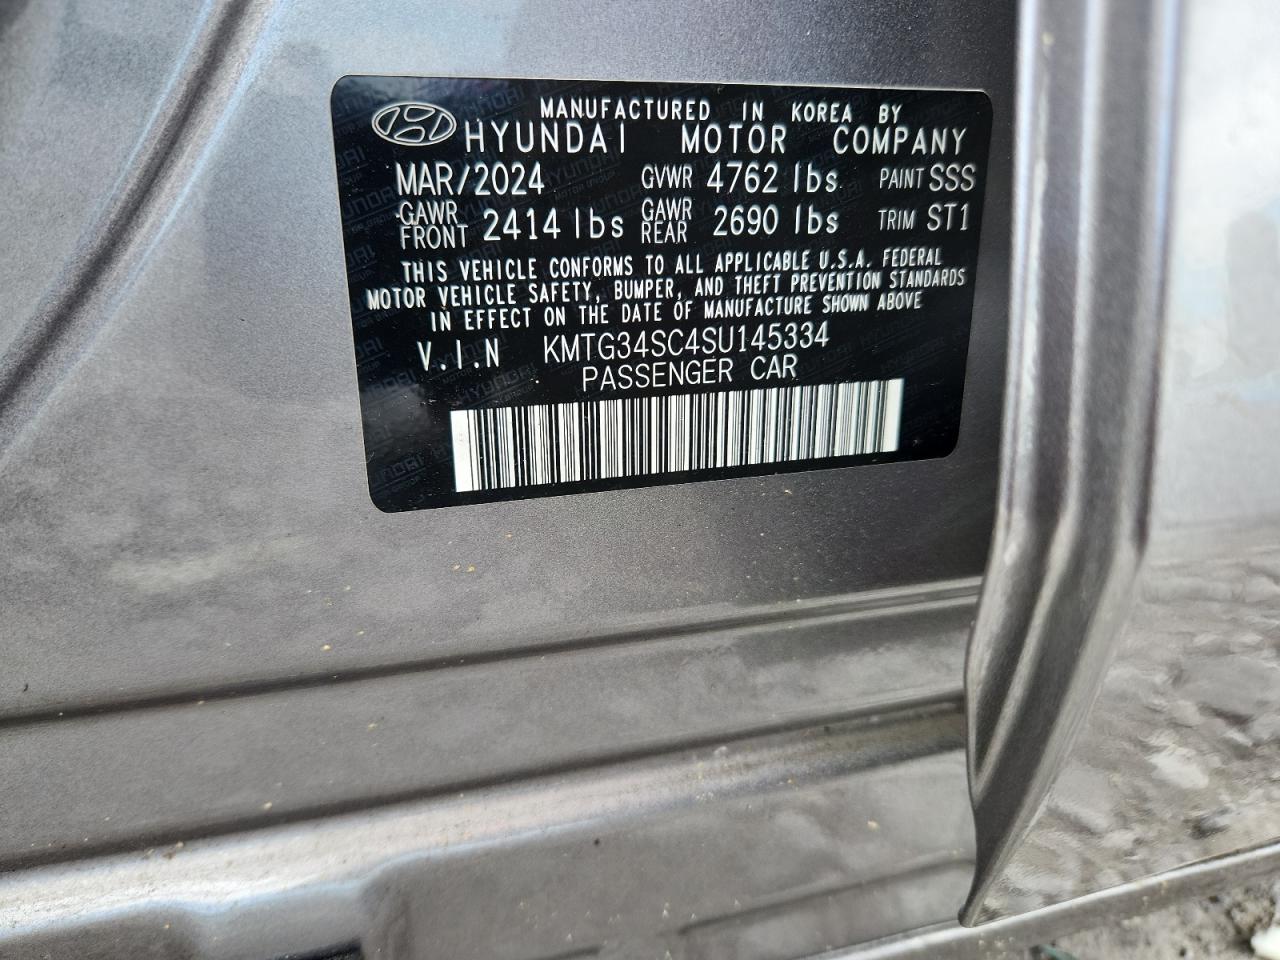 MANUFACTURED IN KOREA BY
HYUNDAI MOTOR COMPANY
MAR/2024 GVWR 4762 lbs PAINT SSS
GAWR FRONT 2414 lbs GAWR REAR 2690 lbs TRIM ST1
THIS VEHICLE CONFORMS TO ALL APPLICABLE U.S.A. FEDERAL
MOTOR VEHICLE SAFETY, BUMPER, AND THEFT PREVENTION STANDARDS
IN EFFECT ON THE DATE OF MANUFACTURE SHOWN ABOVE
V.I.N KMTG34SC4SU145334
PASSENGER CAR